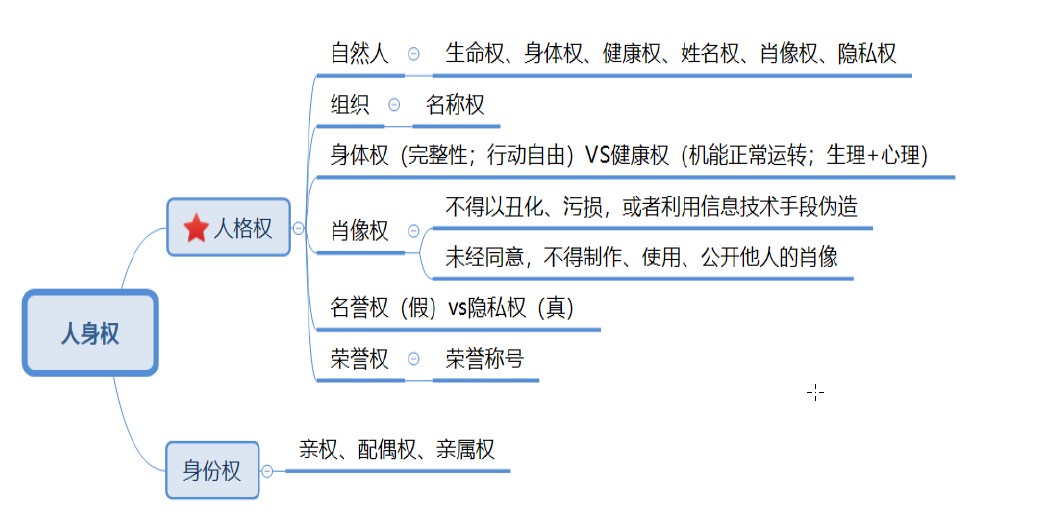 自然人 生命权、身体权、健康权、姓名权、肖像权、隐私权
组织 名称权
身体权（完整性；行动自由）VS健康权（机能正常运转；生理+心理）
人格权
肖像权
不得以丑化、污损，或者利用信息技术手段伪造
未经同意，不得制作、使用、公开他人的肖像
名誉权（假）vs隐私权（真）
人身权
荣誉权 荣誉称号
身份权 亲权、配偶权、亲属权